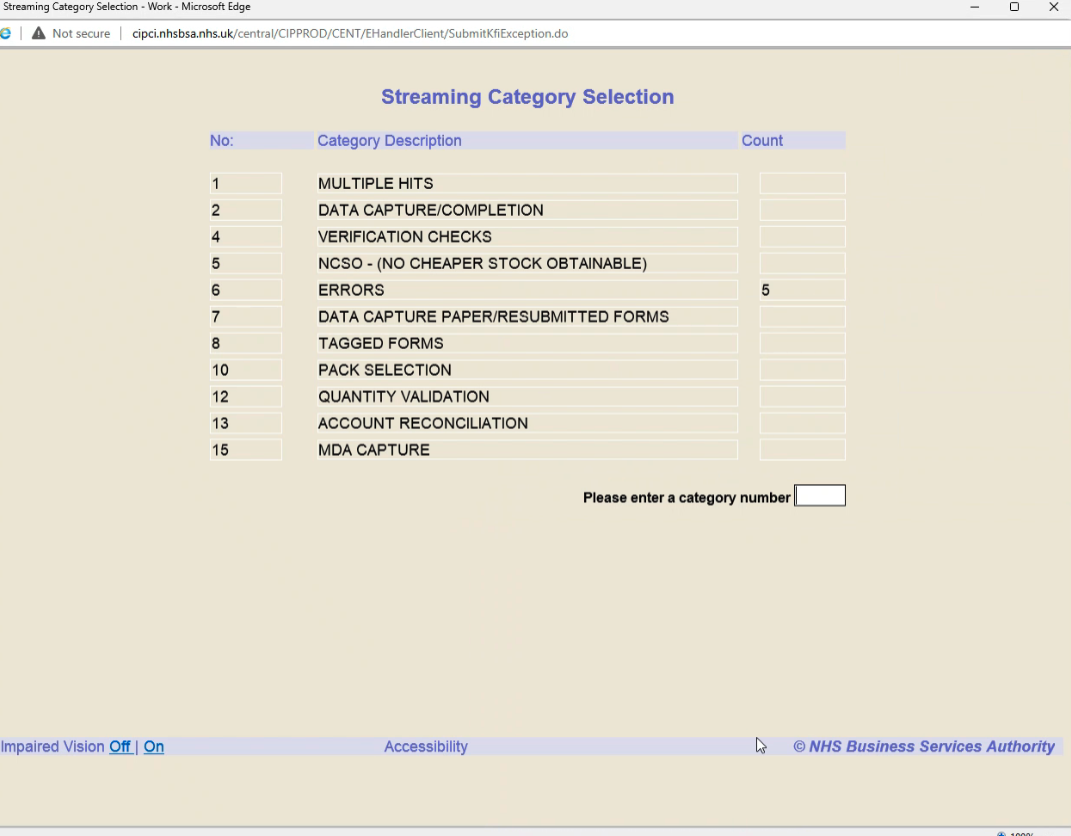 Streaming Category Selection - Work - Microsoft Edge
Not secure cipci.nhsbsa.nhs.uk/central/CIPPROD/CENT/EHandlerClient/SubmitKfiException.do
Streaming Category Selection
No: Category Description Count
1 MULTIPLE HITS
2 DATA CAPTURE/COMPLETION
4 VERIFICATION CHECKS
5 NCSO - (NO CHEAPER STOCK OBTAINABLE)
6 ERRORS 5
7 DATA CAPTURE PAPER/RESUBMITTED FORMS
8 TAGGED FORMS
10 PACK SELECTION
12 QUANTITY VALIDATION
13 ACCOUNT RECONCILIATION
15 MDA CAPTURE
Please enter a category number
Impaired Vision Off | On Accessibility © NHS Business Services Authority